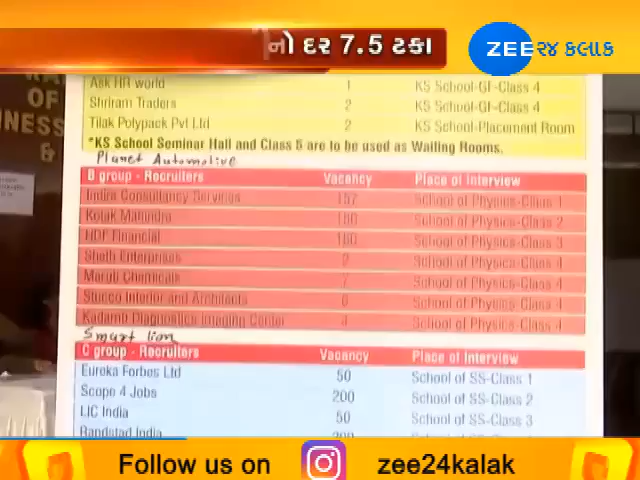 નો દર 7.5 ટકા
ZEE ૨૪ કલાક
OF
&
Ask HR world 1 KS School-GF-Class 4
Shriram Traders 2 KS School-GF-Class 4
Tilak Polypack Pvt Ltd 2 KS School-Placement Room
*KS School Seminar Hall and Class 5 are to be used as Waiting Rooms.
Planet Automotive
B group - Recruiters Vacancy Place of Interview
Indira Consultancy Services 157 School of Physics-Class 1
Kotak Mahindra 180 School of Physics-Class 2
HDF Financial 180 School of Physics-Class 3
Sheth Enterprises School of Physics-Class 4
Maruti Chemicals 7 School of Physics-Class 4
Stucco Interior and Architects 6 School of Physics-Class 4
Kadamb Diagnostics Imaging Center School of Physics-Class 4
Smart lion
C group - Recruiters Vacancy Place of Interview
Eureka Forbes Ltd 50 School of SS-Class 1
Scope 4 Jobs 200 School of SS-Class 2
LIC India 50 School of SS-Class 3
Randstad India
Follow us on zee24kalak